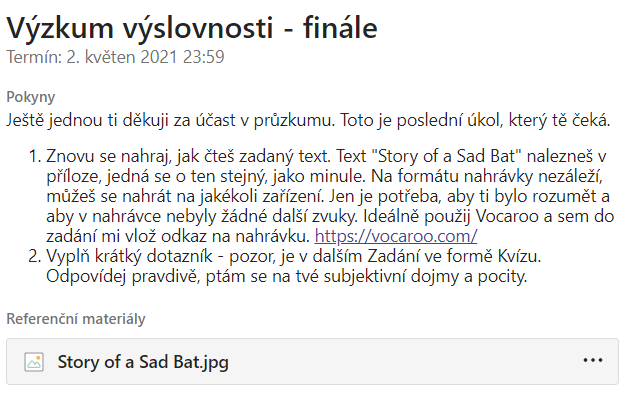 Výzkum výslovnosti - finále
Termín: 2. květen 2021 23:59
Pokyny
Ještě jednou ti děkuji za účast v průzkumu. Toto je poslední úkol, který tě čeká.
1. Znovu se nahraj, jak čteš zadaný text. Text "Story of a Sad Bat" nalezneš v
příloze, jedná se o ten stejný, jako minule. Na formátu nahrávky nezáleží,
můžeš se nahrát na jakékoli zařízení. Jen je potřeba, aby ti bylo rozumět a
aby v nahrávce nebyly žádné další zvuky. Ideálně použij Vocaroo a sem do
zadání mi vlož odkaz na nahrávku. https://vocaroo.com/
2. Vyplň krátký dotazník - pozor, je v dalším Zadání ve formě Kvízu.
Odpovídej pravdivě, ptám se na tvé subjektivní dojmy a pocity.
Referenční materiály
Story of a Sad Bat.jpg